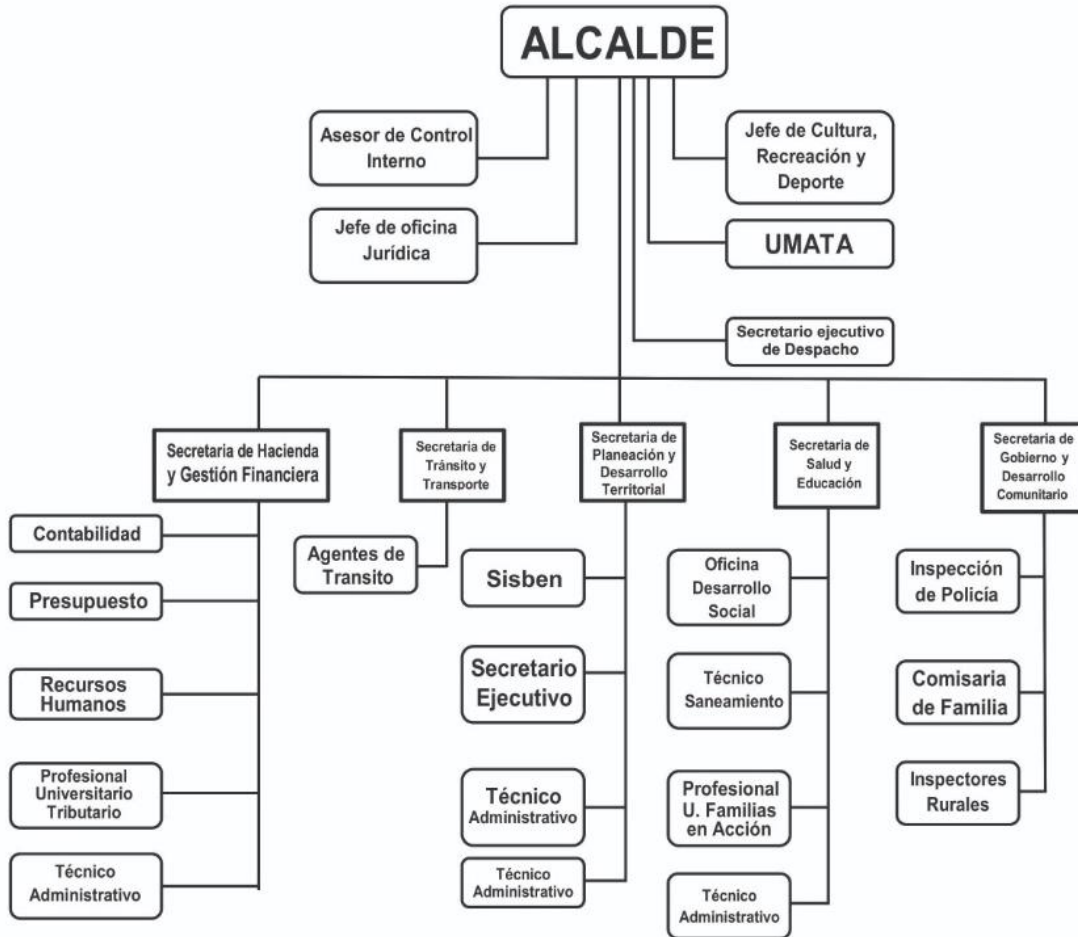 ALCALDE
Asesor de Control
Interno
Jefe de Cultura,
Recreación y
Deporte
Jefe de oficina
Jurídica
UMATA
Secretario ejecutivo
de Despacho
Secretaria de Hacienda
y Gestión Financiera
Secretaria de
Tránsito y
Transporte
Secretaria de
Planeación y
Desarrollo
Territorial
Secretaria de
Salud y
Educación
Secretaria de
Gobierno y
Desarrollo
Comunitario
Contabilidad
Presupuesto
Recursos
Humanos
Profesional
Universitario
Tributario
Técnico
Administrativo
Agentes de
Transito
Sisben
Secretario
Ejecutivo
Técnico
Administrativo
Técnico
Administrativo
Oficina
Desarrollo
Social
Técnico
Saneamiento
Profesional
U. Familias
en Acción
Técnico
Administrativo
Inspección
de Policía
Comisaria
de Familia
Inspectores
Rurales